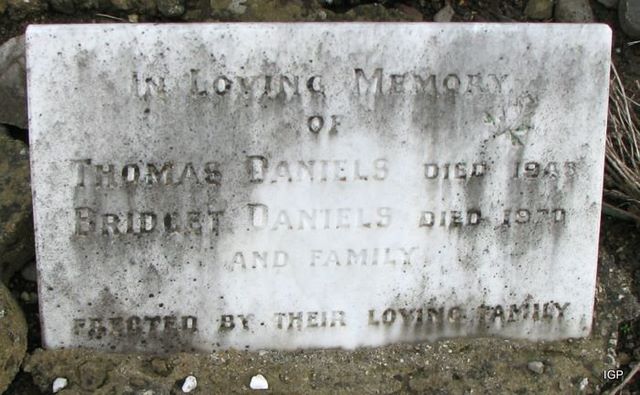 IN LOVING MEMORY
OF
THOMAS DANIELS DIED 1943
BRIDGET DANIELS DIED 1970
AND FAMILY
ERECTED BY THEIR LOVING FAMILY
IGP